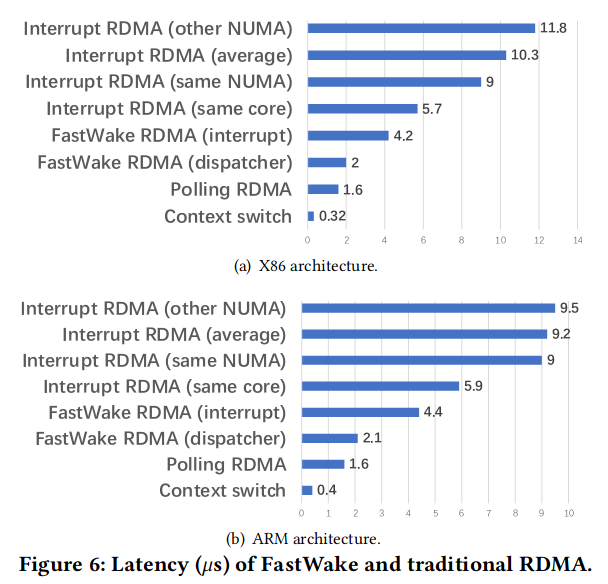 Interrupt RDMA (other NUMA) 11.8
Interrupt RDMA (average) 10.3
Interrupt RDMA (same NUMA) 9
Interrupt RDMA (same core) 5.7
FastWake RDMA (interrupt) 4.2
FastWake RDMA (dispatcher) 2
Polling RDMA 1.6
Context switch 0.32
0 2 4 6 8 10 12 14
(a) X86 architecture.
Interrupt RDMA (other NUMA) 9.5
Interrupt RDMA (average) 9.2
Interrupt RDMA (same NUMA) 9
Interrupt RDMA (same core) 5.9
FastWake RDMA (interrupt) 4.4
FastWake RDMA (dispatcher) 2.1
Polling RDMA 1.6
Context switch 0.4
0 1 2 3 4 5 6 7 8 9 10
(b) ARM architecture.
Figure 6: Latency (μs) of FastWake and traditional RDMA.